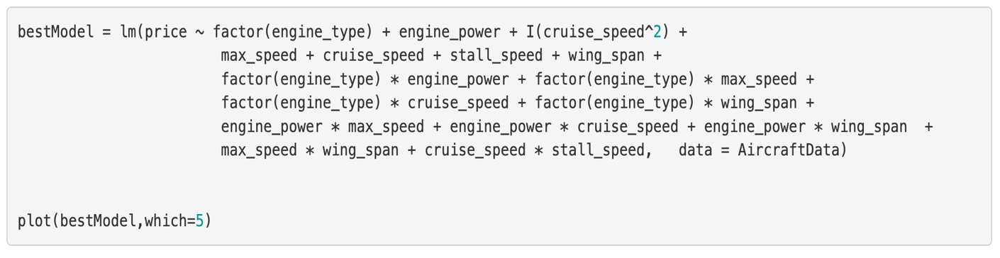 bestModel = lm(price ~ factor(engine_type) + engine_power + I(cruise_speed^2) +
max_speed + cruise_speed + stall_speed + wing_span +
factor(engine_type) * engine_power + factor(engine_type) * max_speed +
factor(engine_type) * cruise_speed + factor(engine_type) * wing_span +
engine_power * max_speed + engine_power * cruise_speed + engine_power * wing_span  +
max_speed * wing_span + cruise_speed * stall_speed,   data = AircraftData)
plot(bestModel,which=5)